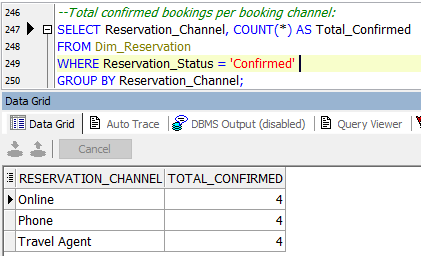 246 --Total confirmed bookings per booking channel:
247 SELECT Reservation_Channel, COUNT(*) AS Total_Confirmed
248 FROM Dim_Reservation
249 WHERE Reservation_Status = 'Confirmed'
250 GROUP BY Reservation_Channel;
Data Grid
Data Grid Auto Trace DBMS Output (disabled) Query Viewer
Cancel
RESERVATION_CHANNEL TOTAL_CONFIRMED
Online 4
Phone 4
Travel Agent 4